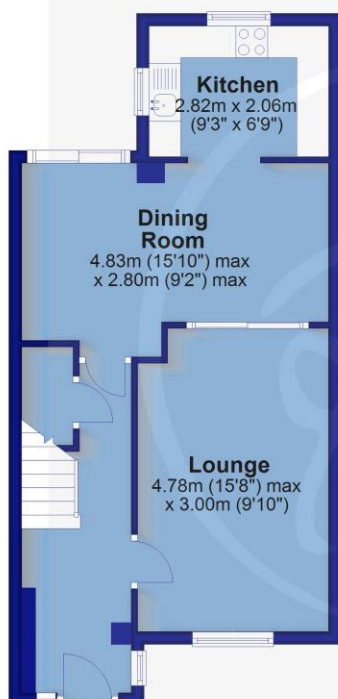 Kitchen
2.82m x 2.06m
(9'3" x 6'9")
Dining
Room
4.83m (15'10") max
x 2.80m (9'2") max
Lounge
4.78m (15'8") max
x 3.00m (9'10")